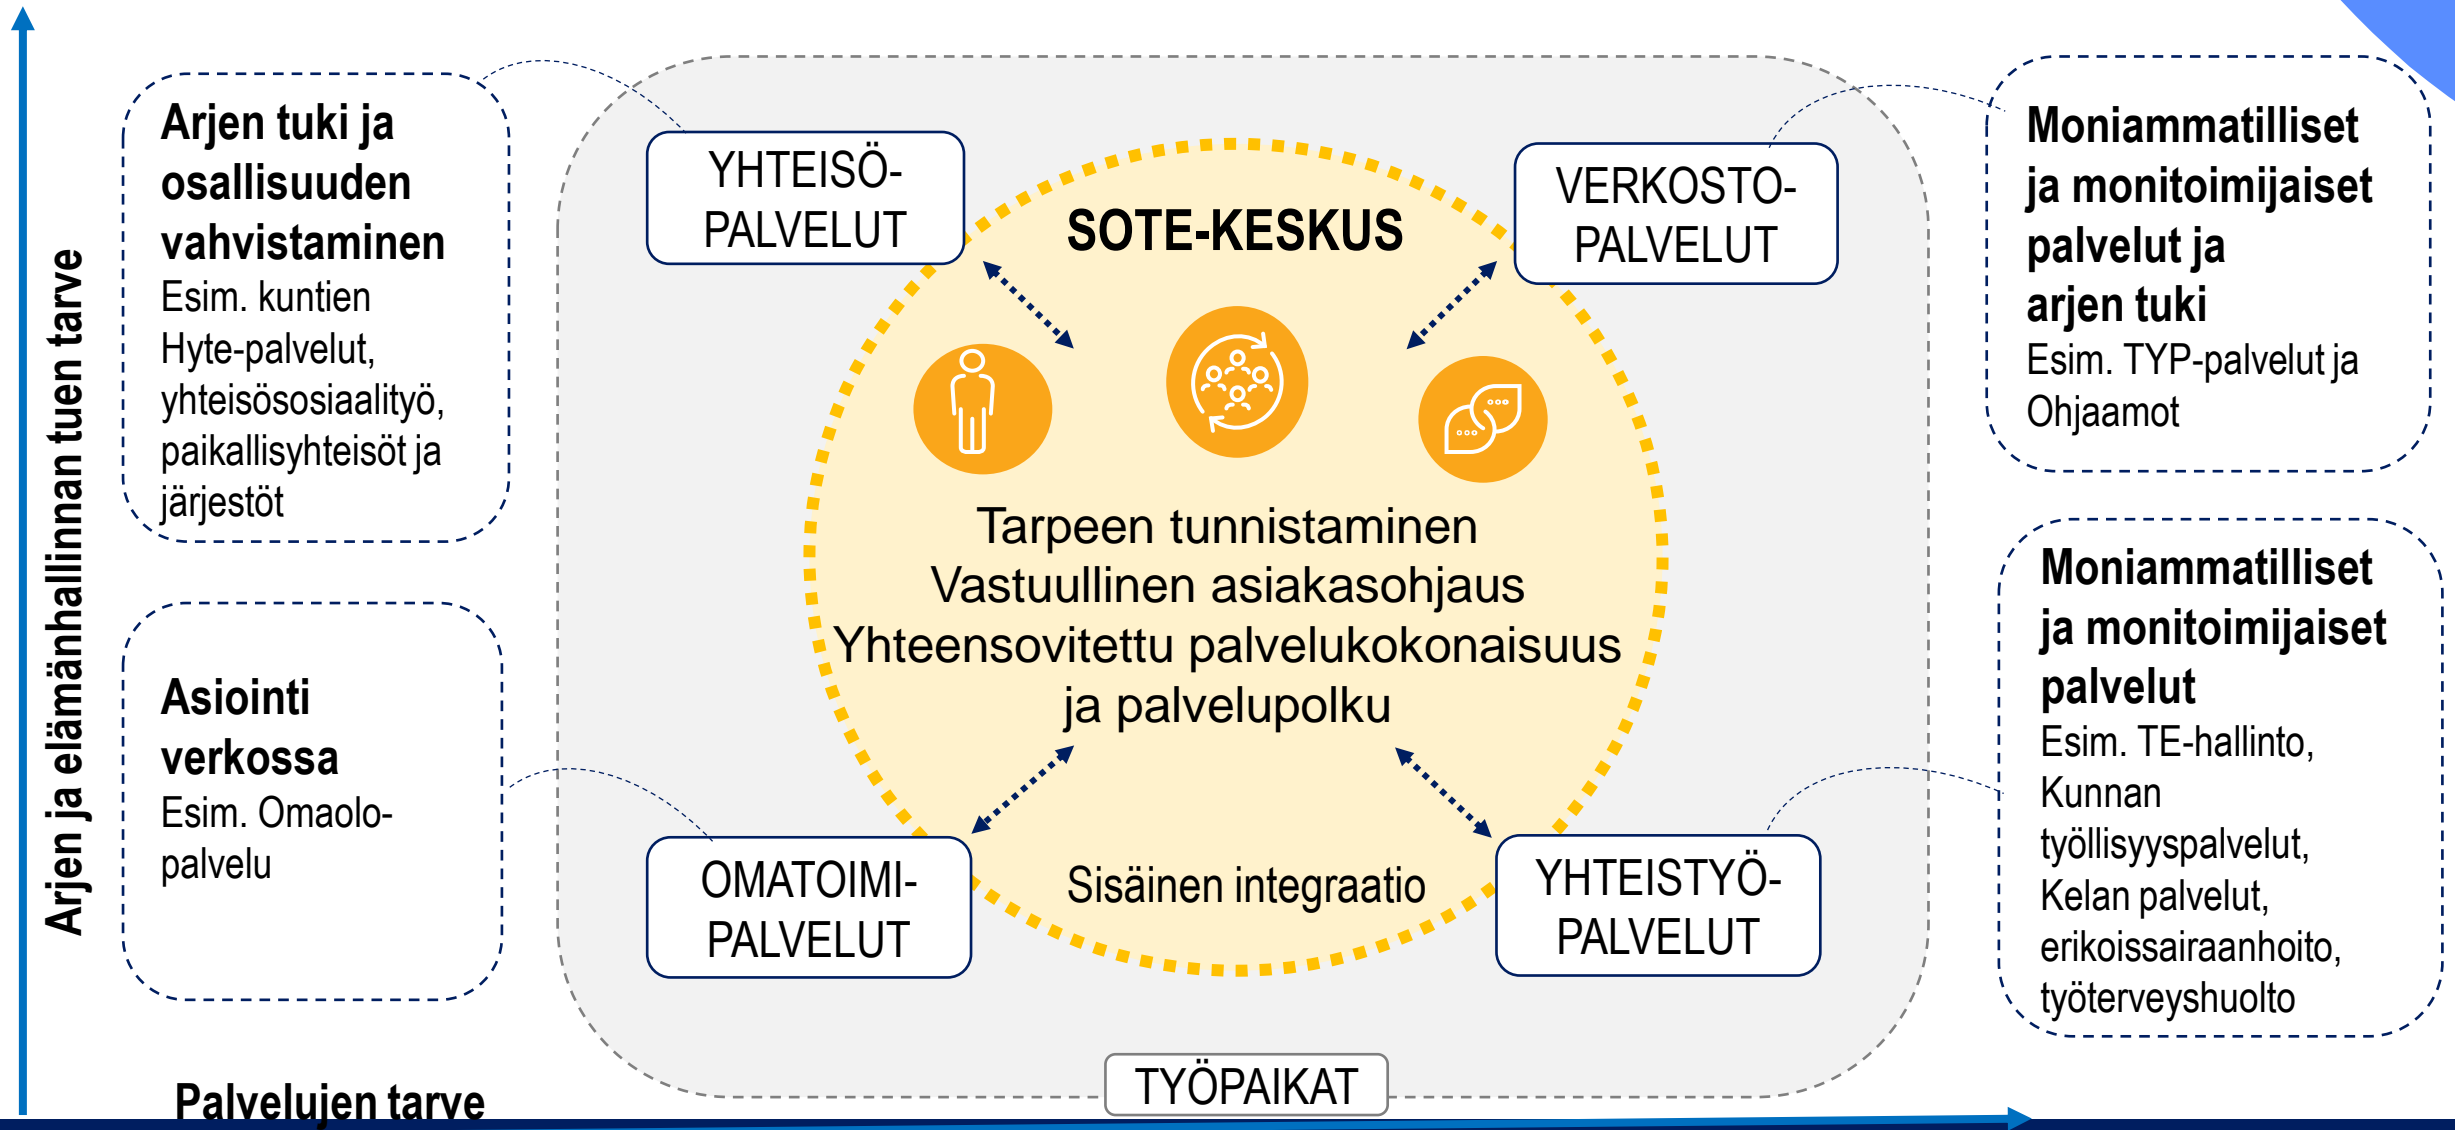 Arjen ja elämänhallinnan tuen tarve
Arjen tuki ja
osallisuuden
vahvistaminen
Esim. kuntien
Hyte-palvelut,
yhteisösosiaalityö,
paikallisyhteisöt ja
järjestöt
Asiointi
verkossa
Esim. Omaolo-
palvelu
YHTEISÖ-
PALVELUT
VERKOSTO-
PALVELUT
SOTE-KESKUS
Tarpeen tunnistaminen
Vastuullinen asiakasohjaus
Yhteensovitettu palvelukokonaisuus
ja palvelupolku
Sisäinen integraatio
OMATOIMI-
PALVELUT
YHTEISTYÖ-
PALVELUT
TYÖPAIKAT
Moniammatilliset
ja monitoimijaiset
palvelut ja
arjen tuki
Esim. TYP-palvelut ja
Ohjaamot
Moniammatilliset
ja monitoimijaiset
palvelut
Esim. TE-hallinto,
Kunnan
työllisyyspalvelut,
Kelan palvelut,
erikoissairaanhoito,
työterveyshuolto
Palvelujen tarve